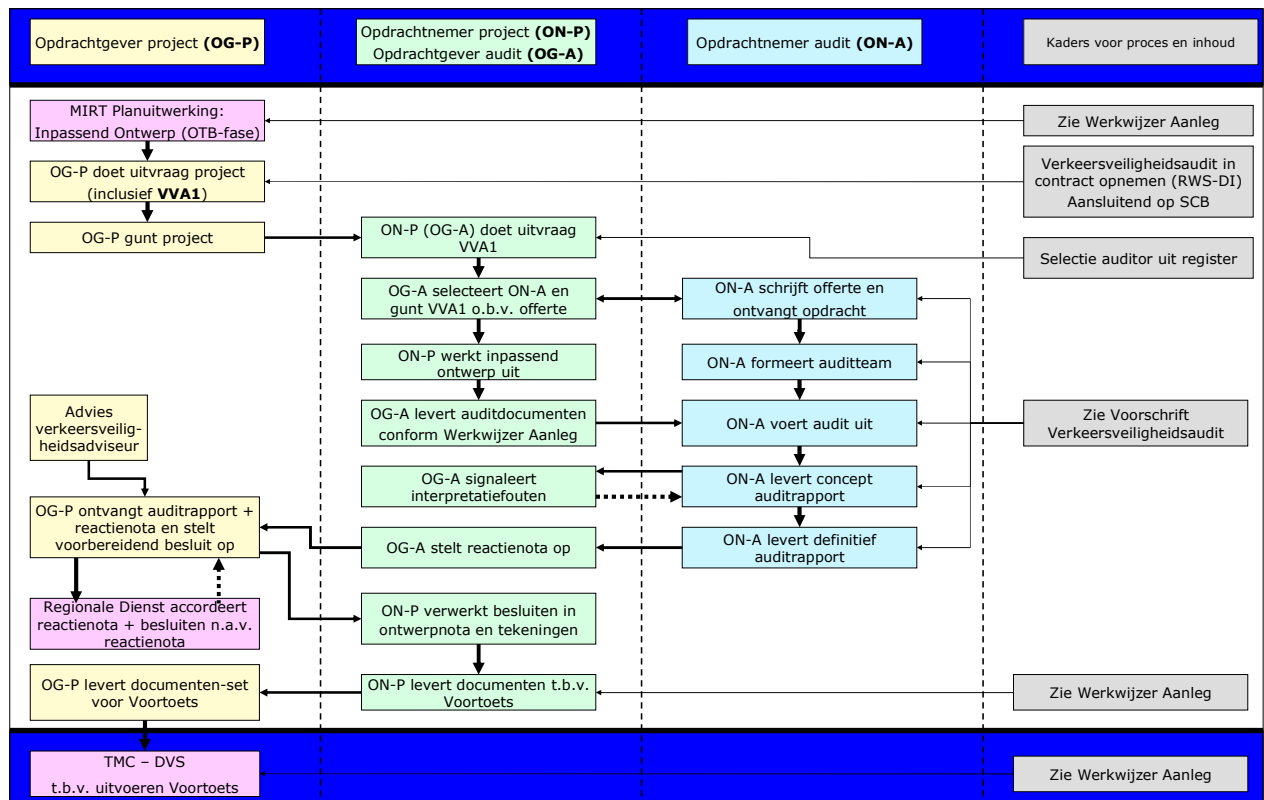 Opdrachtgever project (OG-P)
Opdrachtnemer project (ON-P)
Opdrachtgever audit (OG-A)
Opdrachtnemer audit (ON-A)
Kaders voor proces en inhoud
MIRT Planuitwerking:
Inpassend Ontwerp (OTB-fase)
Zie Werkwijzer Aanleg
OG-P doet uitvraag project
(inclusief VVA1)
Verkeersveiligheidsaudit in
contract opnemen (RWS-DI)
Aansluitend op SCB
OG-P gunt project
ON-P (OG-A) doet uitvraag
VVA1
Selectie auditor uit register
OG-A selecteert ON-A en
gunt VVA1 o.b.v. offerte
ON-A schrijft offerte en
ontvangt opdracht
ON-P werkt inpassend
ontwerp uit
ON-A formeert auditteam
Advies
verkeersveilig-
heidsadviseur
OG-A levert auditdocumenten
conform Werkwijzer Aanleg
ON-A voert audit uit
Zie Voorschrift
Verkeersveiligheidsaudit
OG-A signaleert
interpretatiefouten
ON-A levert concept
auditrapport
OG-P ontvangt auditrapport +
reactienota en stelt
voorbereidend besluit op
OG-A stelt reactienota op
ON-A levert definitief
auditrapport
Regionale Dienst accordeert
reactienota + besluiten n.a.v.
reactienota
ON-P verwerkt besluiten in
ontwerpnota en tekeningen
OG-P levert documenten-set
voor Voortoets
ON-P levert documenten t.b.v.
Voortoets
Zie Werkwijzer Aanleg
TMC – DVS
t.b.v. uitvoeren Voortoets
Zie Werkwijzer Aanleg